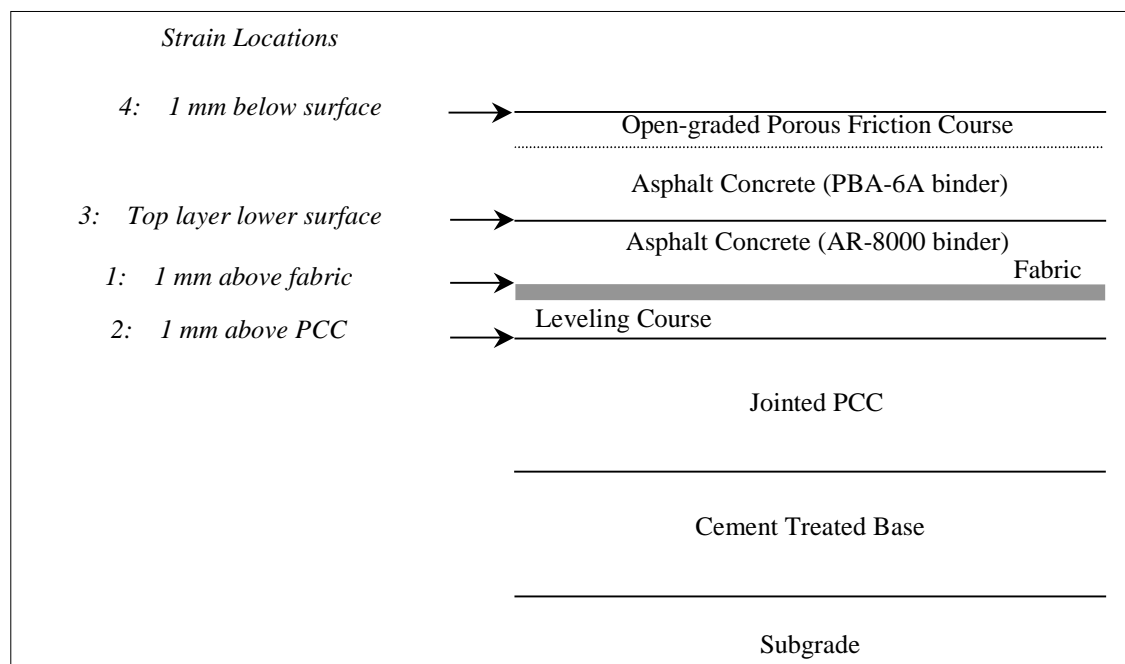 Strain Locations
4: 1 mm below surface
Open-graded Porous Friction Course
Asphalt Concrete (PBA-6A binder)
3: Top layer lower surface
Asphalt Concrete (AR-8000 binder)
1: 1 mm above fabric
Fabric
Leveling Course
2: 1 mm above PCC
Jointed PCC
Cement Treated Base
Subgrade